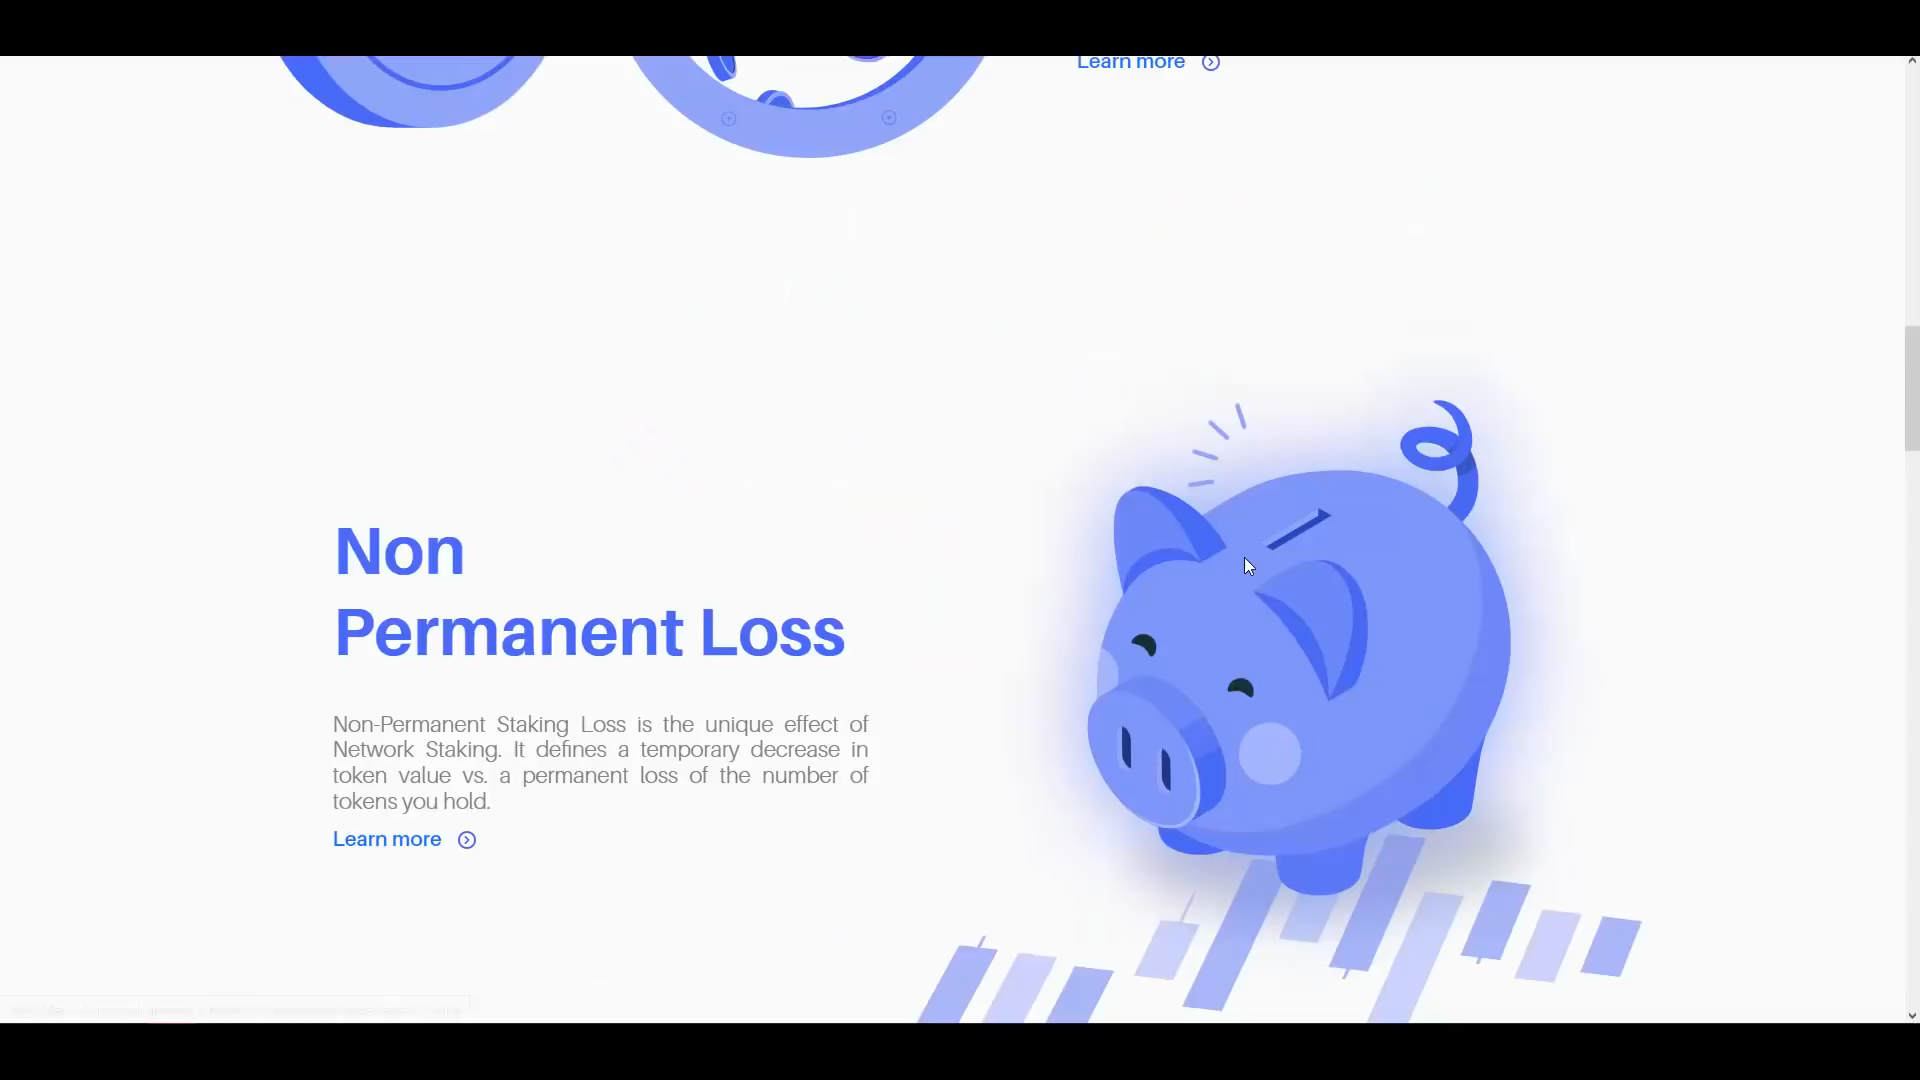 Learn more
Non
Permanent Loss
Non-Permanent Staking Loss is the unique effect of
Network Staking. It defines a temporary decrease in
token value vs. a permanent loss of the number of
tokens you hold.
Learn more